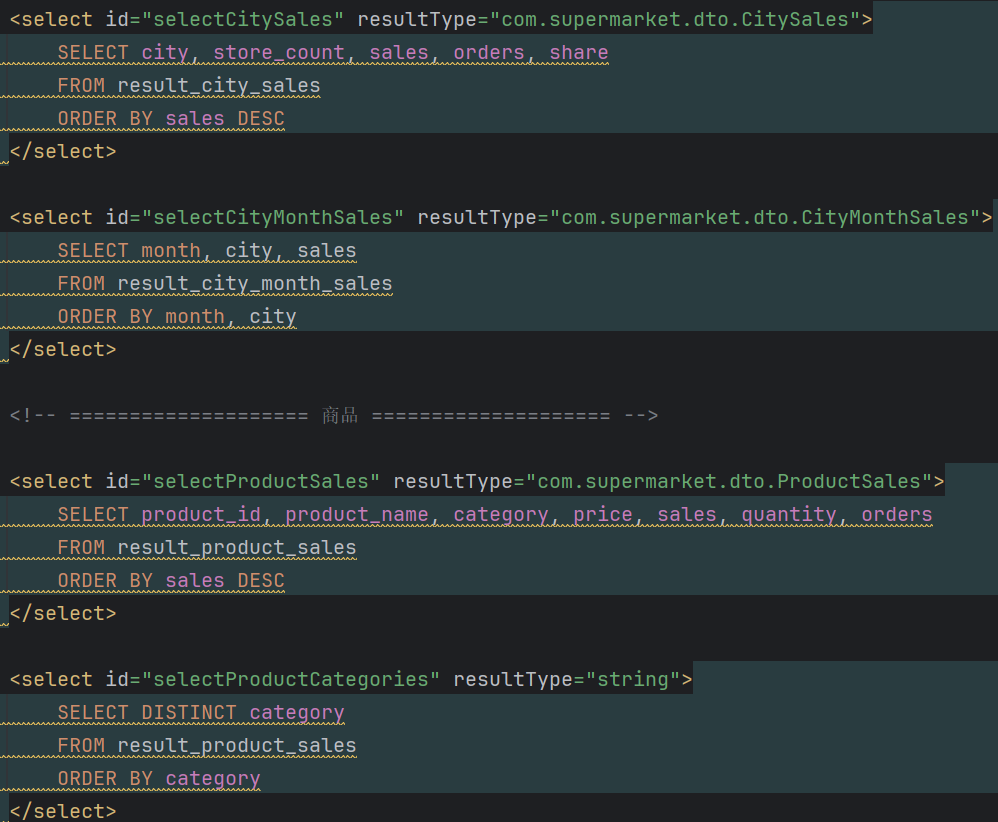 <select id="selectCitySales" resultType="com.supermarket.dto.CitySales">
    SELECT city, store_count, sales, orders, share
    FROM result_city_sales
    ORDER BY sales DESC
</select>

<select id="selectCityMonthSales" resultType="com.supermarket.dto.CityMonthSales">
    SELECT month, city, sales
    FROM result_city_month_sales
    ORDER BY month, city
</select>

<!-- ==================== 商品 ==================== -->

<select id="selectProductSales" resultType="com.supermarket.dto.ProductSales">
    SELECT product_id, product_name, category, price, sales, quantity, orders
    FROM result_product_sales
    ORDER BY sales DESC
</select>

<select id="selectProductCategories" resultType="string">
    SELECT DISTINCT category
    FROM result_product_sales
    ORDER BY category
</select>